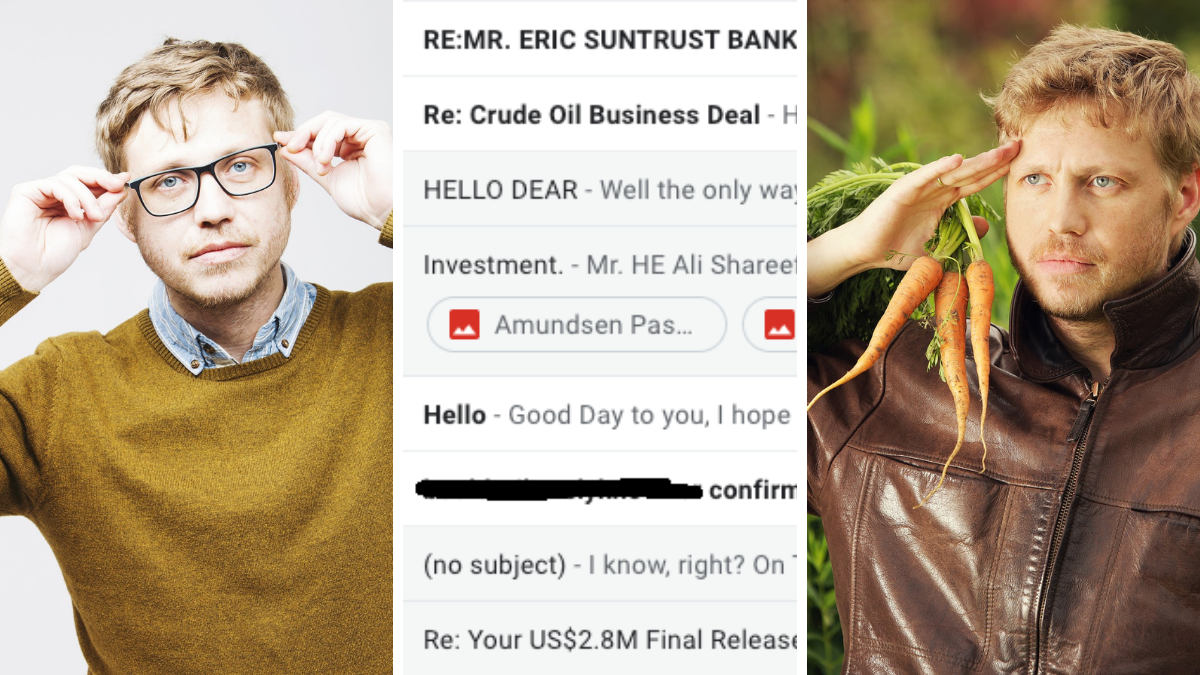 RE:MR. ERIC SUNTRUST BANK
Re: Crude Oil Business Deal - H
HELLO DEAR - Well the only way
Investment. - Mr. HE Ali Shareef
Amundsen Pas...
Hello - Good Day to you, I hope
confirm
(no subject) - I know, right? On T
Re: Your US$2.8M Final Release